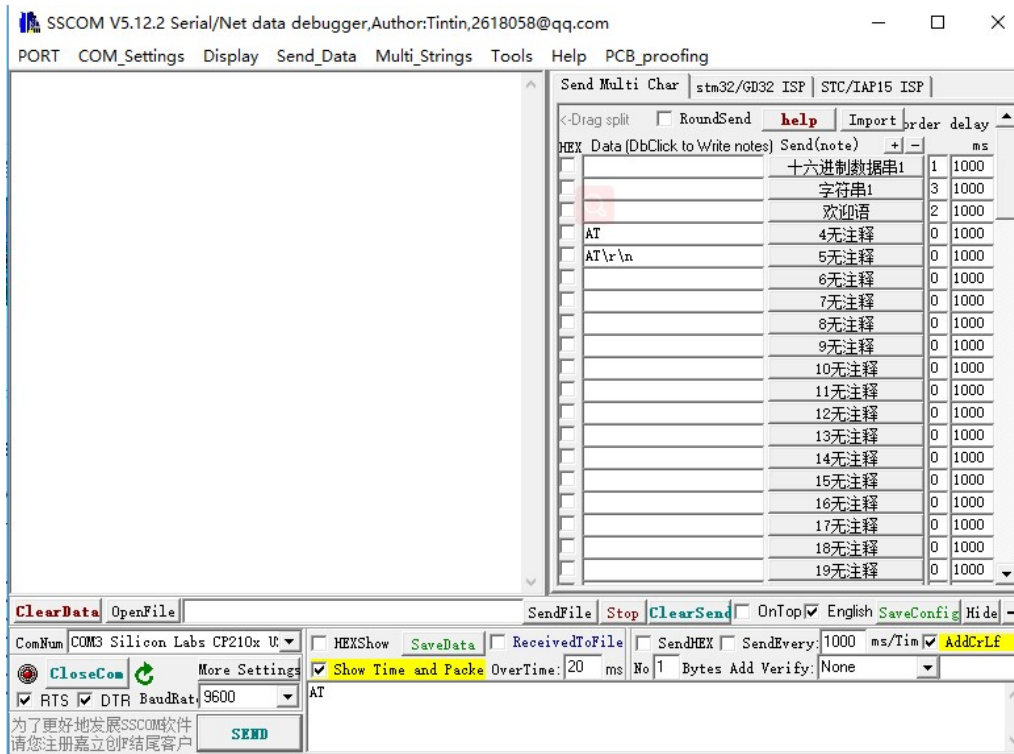 SSCOM V5.12.2 Serial/Net data debugger,Author:Tintin,2618058@qq.com
PORT COM_Settings Display Send_Data Multi_Strings Tools Help PCB_proofing
Send Multi Char stm32/GD32 ISP STC/IAP15 ISP
<-Drag split RoundSend help Import order delay
HEX Data (DbClick to Write notes) Send(note) + - ms
十六进制数据串1 1 1000
字符串1 3 1000
欢迎语 2 1000
AT 4无注释 0 1000
AT\r\n 5无注释 0 1000
6无注释 0 1000
7无注释 0 1000
8无注释 0 1000
9无注释 0 1000
10无注释 0 1000
11无注释 0 1000
12无注释 0 1000
13无注释 0 1000
14无注释 0 1000
15无注释 0 1000
16无注释 0 1000
17无注释 0 1000
18无注释 0 1000
19无注释 0 1000
ClearData OpenFile SendFile Stop ClearSend OnTop English SaveConfig Hide -
ComNum COM3 Silicon Labs CP210x HEXShow SaveData ReceivedToFile SendHEX SendEvery: 1000 ms/Tim AddCrLf
CloseCom More Settings Show Time and Packe OverTime: 20 ms No 1 Bytes Add Verify: None
RTS DTR BaudRat 9600
AT
为了更好地发展SSCOM软件
请您注册嘉立创F结尾客户
SEND